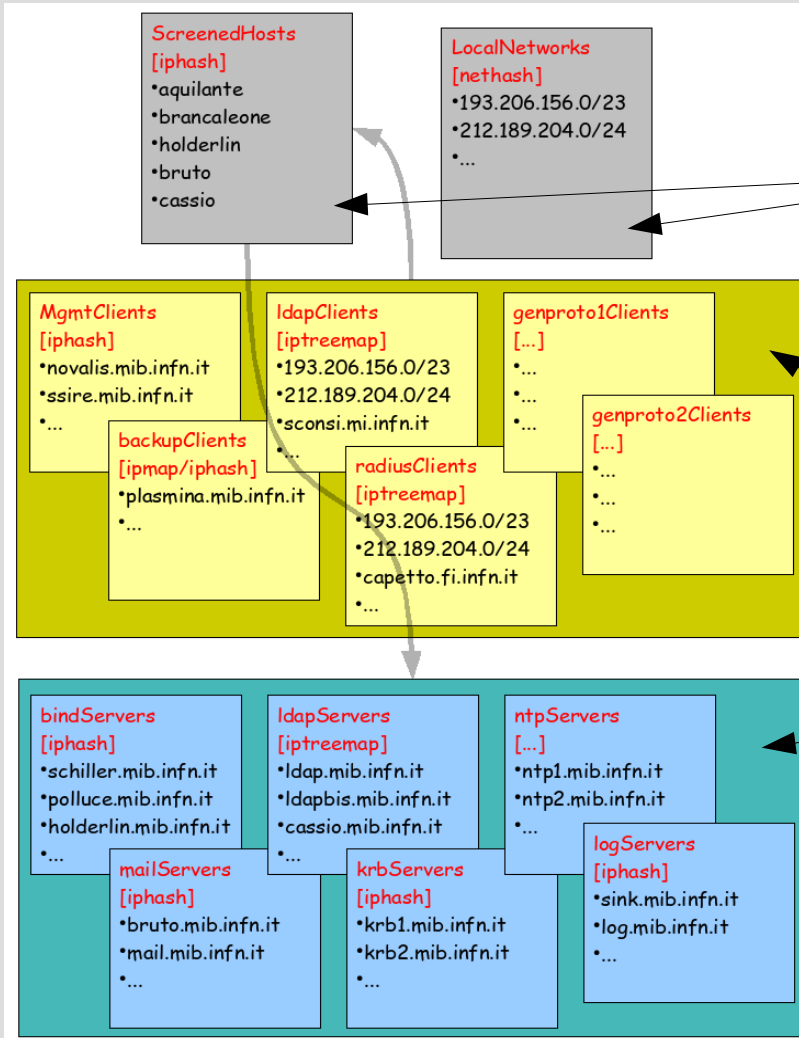 ScreenedHosts
[iphash]
•aquilante
•brancaleone
•holderlin
•bruto
•cassio
LocalNetworks
[nethash]
•193.206.156.0/23
•212.189.204.0/24
•...
MgmtClients
[iphash]
•novalis.mib.infn.it
•ssire.mib.infn.it
•...
backupClients
[ipmap/iphash]
•plasmina.mib.infn.it
•...
ldapClients
[iptreemap]
•193.206.156.0/23
•212.189.204.0/24
•sconsi.mi.infn.it
•...
radiusClients
[iptreemap]
•193.206.156.0/23
•212.189.204.0/24
•capetto.fi.infn.it
•...
genproto1Clients
[...]
•...
•...
•...
genproto2Clients
[...]
•...
•...
•...
bindServers
[iphash]
•schiller.mib.infn.it
•polluce.mib.infn.it
•holderlin.mib.infn.it
•...
mailServers
[iphash]
•bruto.mib.infn.it
•mail.mib.infn.it
•...
ldapServers
[iptreemap]
•ldap.mib.infn.it
•ldapbis.mib.infn.it
•cassio.mib.infn.it
•...
krbServers
[iphash]
•krb1.mib.infn.it
•krb2.mib.infn.it
•...
ntpServers
[...]
•ntp1.mib.infn.it
•ntp2.mib.infn.it
•...
logServers
[iphash]
•sink.mib.infn.it
•log.mib.infn.it
•...